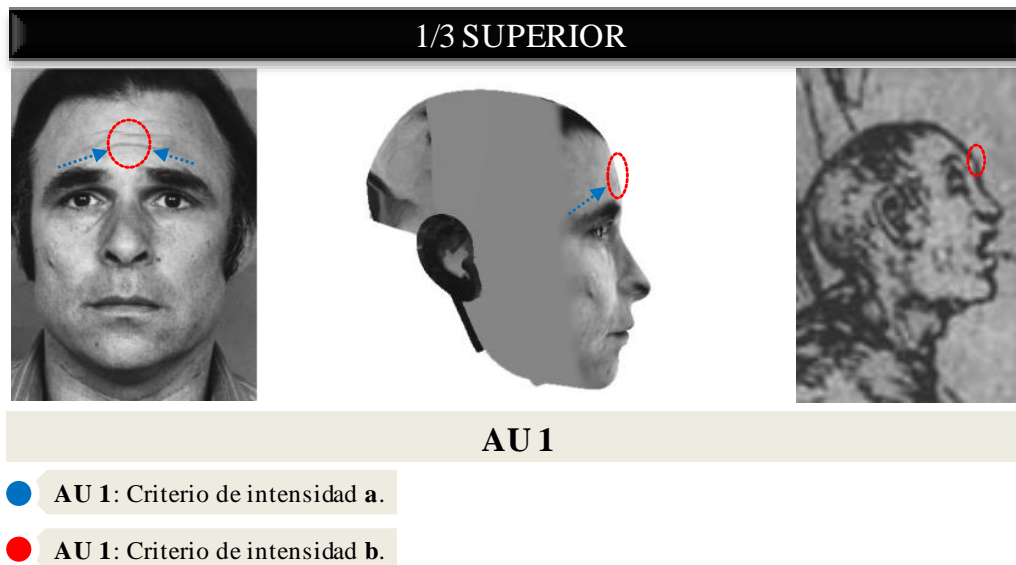 1/3 SUPERIOR
AU 1
AU 1: Criterio de intensidad a.
AU 1: Criterio de intensidad b.